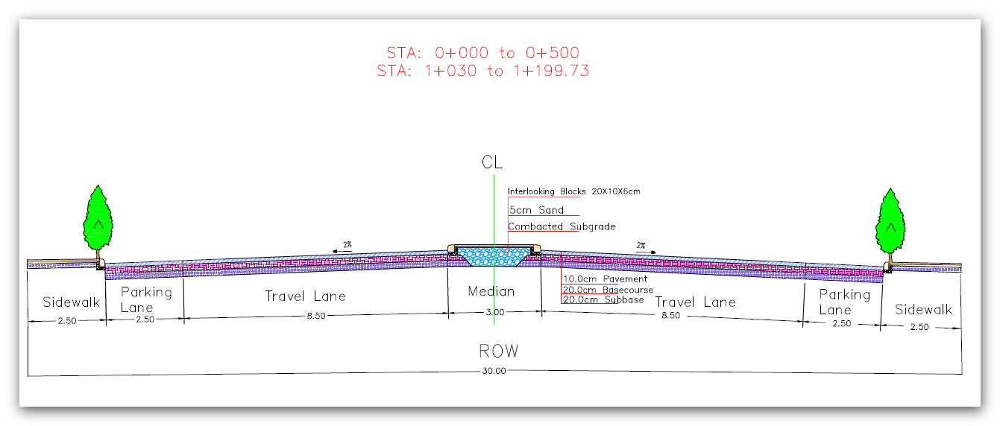 STA: 0+000 to 0+500
STA: 1+030 to 1+199.73
CL
Interlooking Blocks 20X10X6cm
5cm Sand
Combacted Subgrade
2%
2%
10.0cm Pavement
20.0cm Basecourse
20.0cm Subbase
Sidewalk
Parking
Lane
Travel Lane
Median
Travel Lane
Parking
Lane
Sidewalk
2.50
2.50
8.50
3.00
8.50
2.50
2.50
ROW
30.00